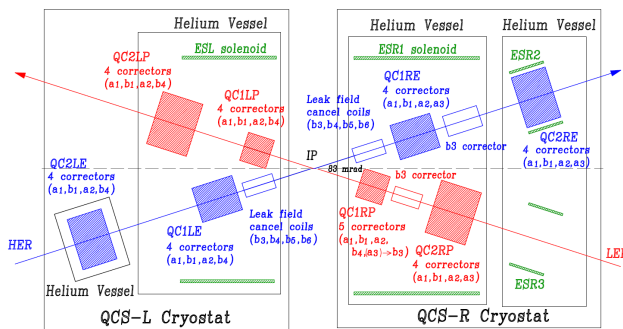 Helium Vessel
QC2LP
4 correctors
(a1,b1,a2,b4)
ESL solenoid
QC1LP
4 correctors
(a1,b1,a2,b4)
QC2LE
4 correctors
(a1,b1,a2,b4)
HER
Helium Vessel
QC1LE
4 correctors
(a1,b1,a2,b4)
Leak field
cancel coils
(b3,b4,b5,b6)
QCS-L Cryostat
IP
83 mrad
Helium Vessel
ESR1 solenoid
QC1RE
4 correctors
(a1,b1,a2,a3)
Leak field
cancel coils
(b3,b4,b5,b6)
b3 corrector
b3 corrector
QC1RP
5 correctors
(a1,b1,a2,
b4,(a3)→b3)
QC2RP
4 correctors
(a1,b1,a2,a3)
Helium Vessel
ESR2
QC2RE
4 correctors
(a1,b1,a2,a3)
LER
ESR3
QCS-R Cryostat